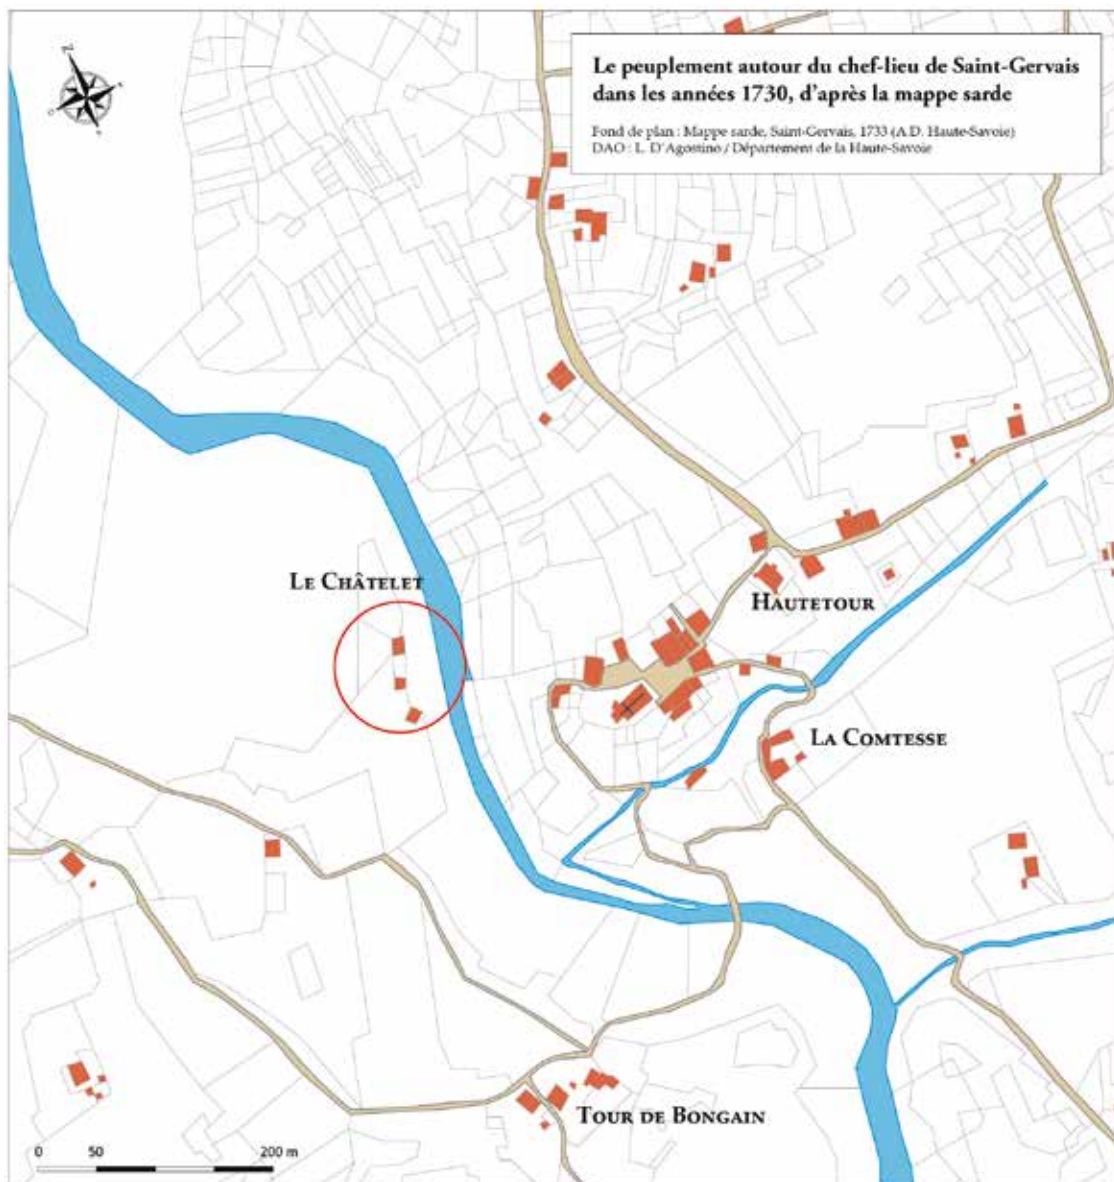 Le peuplement autour du chef-lieu de Saint-Gervais
dans les années 1730, d'après la mappe sarde
Fond de plan : Mappe sarde, Saint-Gervais, 1733 (A.D. Haute-Savoie)
DAO : L. D'Agostino / Département de la Haute-Savoie
N
E
O
S
LE CHÂTELET
HAUTETOUR
LA COMTESSE
TOUR DE BONGAIN
0 50 200 m